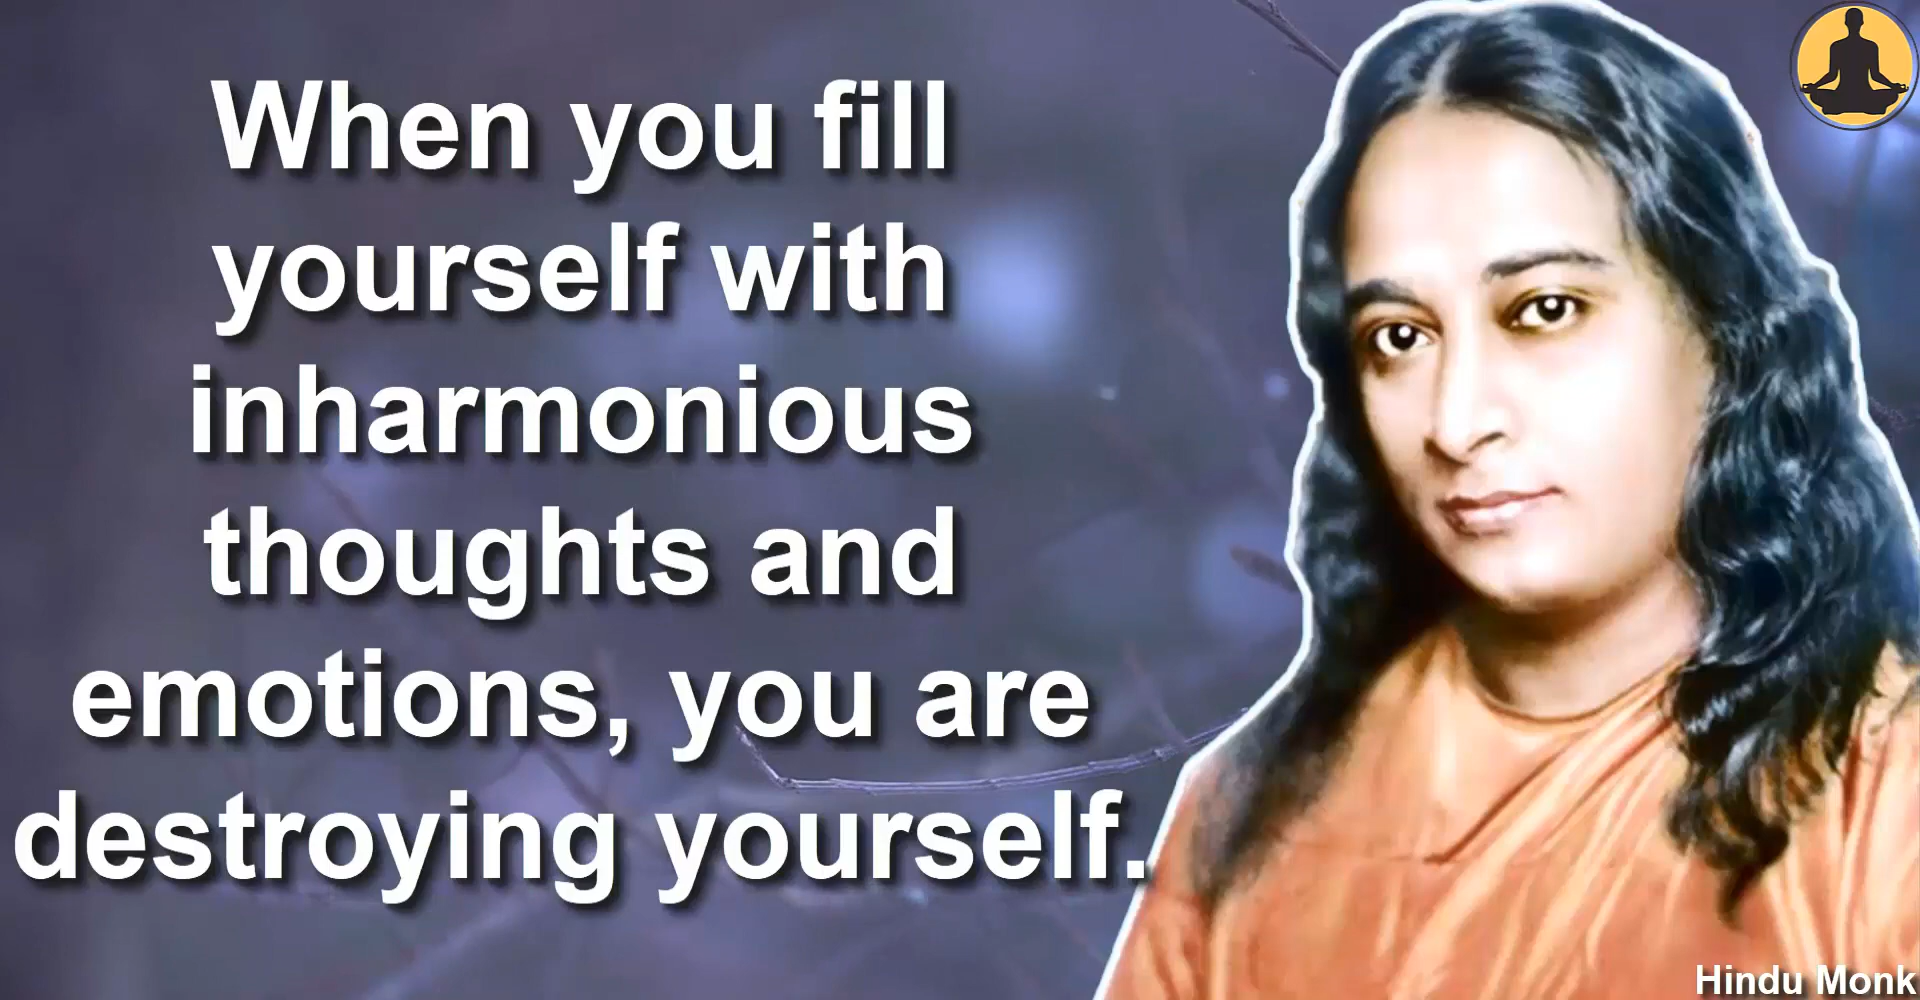 When you fill
yourself with
inharmonious
thoughts and
emotions, you are
destroying yourself.
Hindu Monk